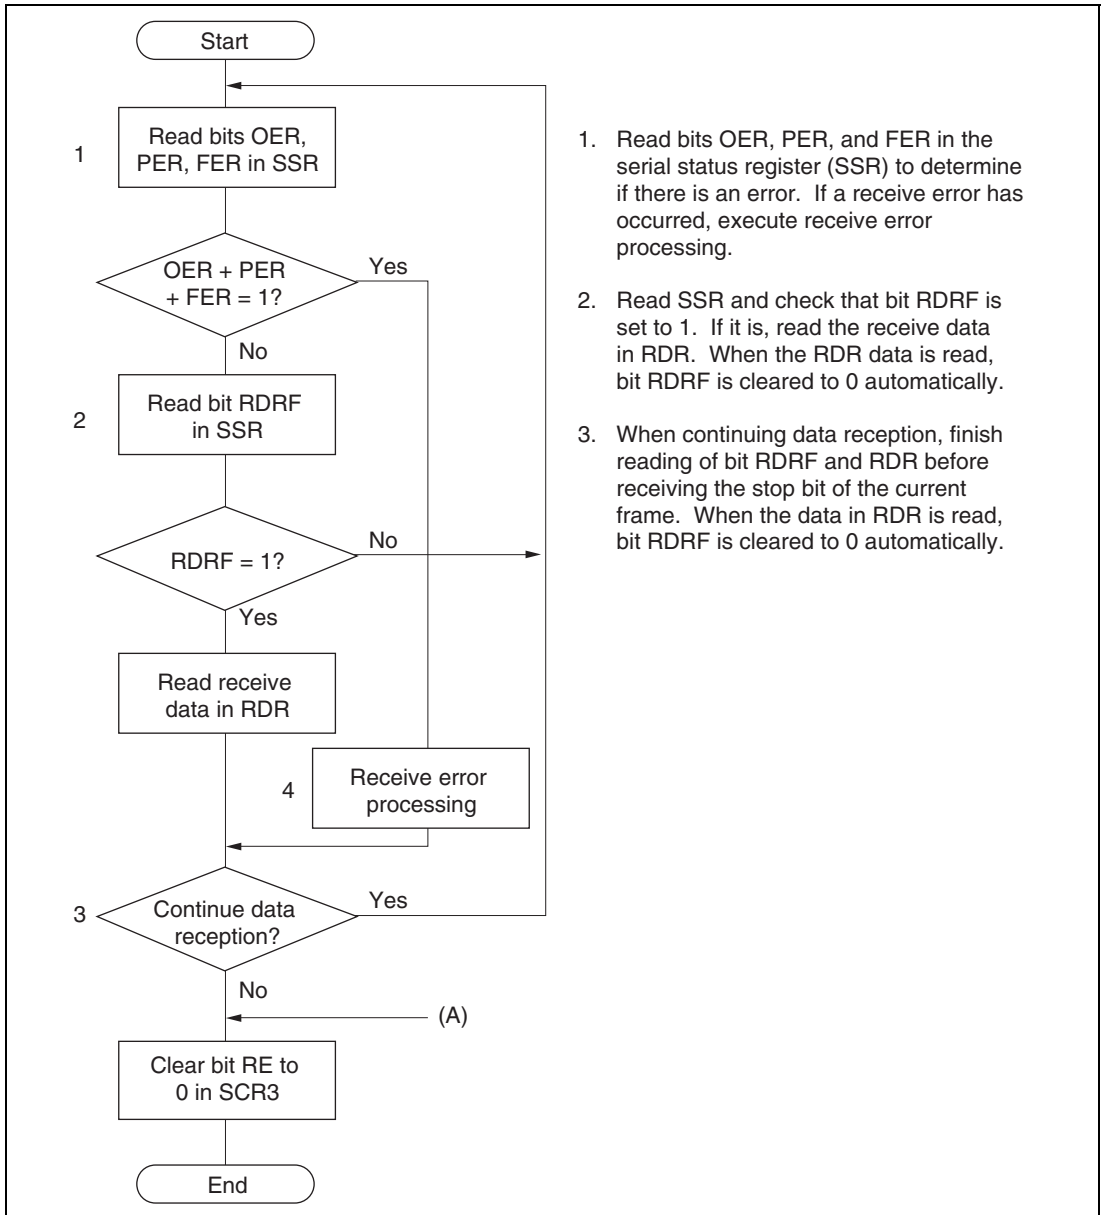 Start
1
Read bits OER,
PER, FER in SSR
OER + PER
+ FER = 1?
Yes
No
2
Read bit RDRF
in SSR
RDRF = 1?
No
Yes
Read receive
data in RDR
4
Receive error
processing
3
Continue data
reception?
Yes
No
(A)
Clear bit RE to
0 in SCR3
End
1. Read bits OER, PER, and FER in the
serial status register (SSR) to determine
if there is an error. If a receive error has
occurred, execute receive error
processing.
2. Read SSR and check that bit RDRF is
set to 1. If it is, read the receive data
in RDR. When the RDR data is read,
bit RDRF is cleared to 0 automatically.
3. When continuing data reception, finish
reading of bit RDRF and RDR before
receiving the stop bit of the current
frame. When the data in RDR is read,
bit RDRF is cleared to 0 automatically.